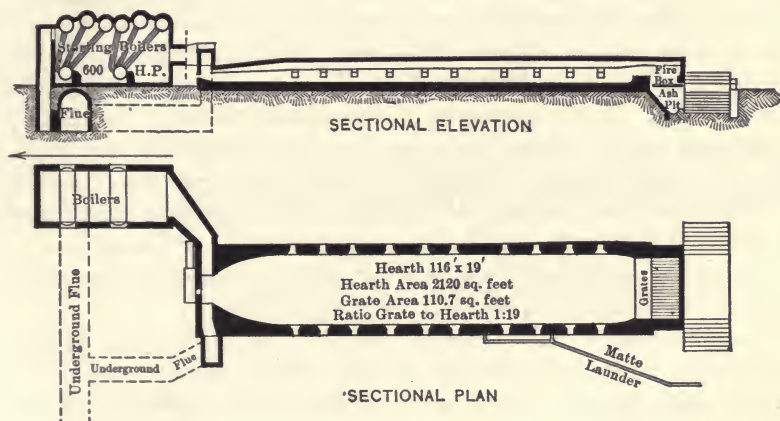 Sterling Boilers
600 H.P.
Flue
Fire
Box
Ash
Pit
SECTIONAL ELEVATION
Boilers
Underground Flue
Underground Flue
Hearth 116' x 19'
Hearth Area 2120 sq. feet
Grate Area 110.7 sq. feet
Ratio Grate to Hearth 1:19
Grates
Matte
Launder
SECTIONAL PLAN